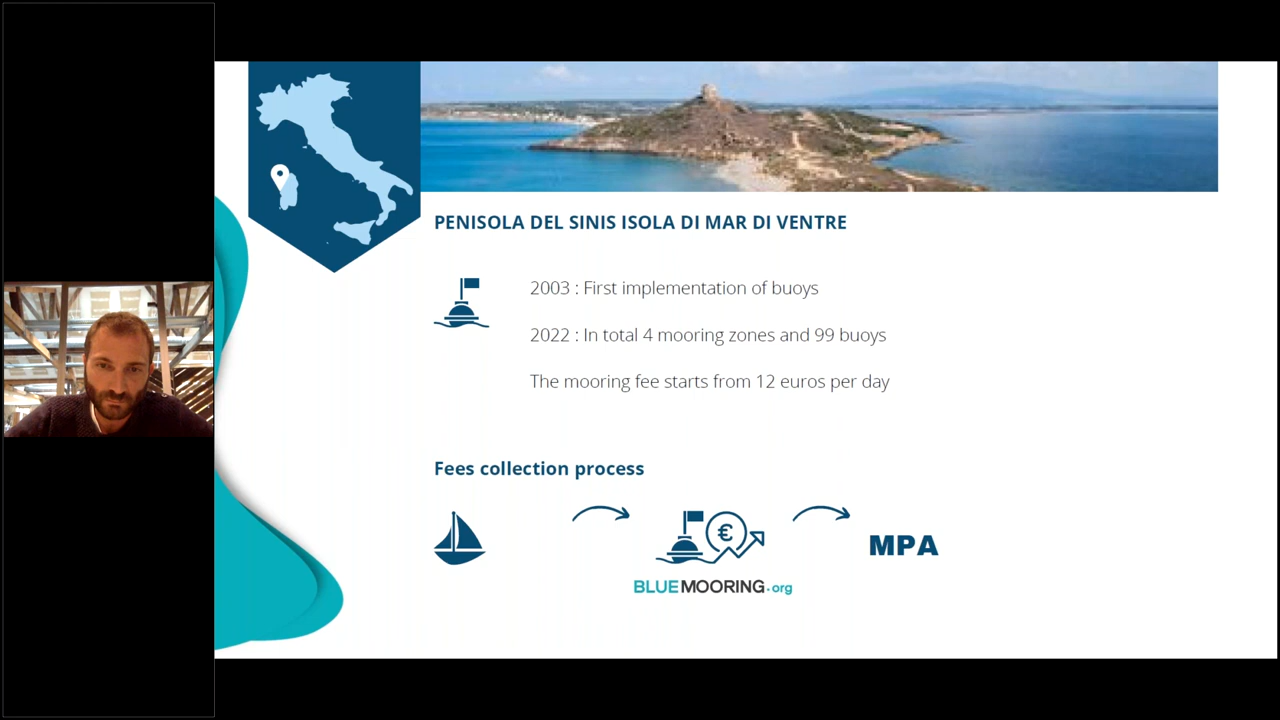 PENISOLA DEL SINIS ISOLA DI MAR DI VENTRE
2003 : First implementation of buoys
2022 : In total 4 mooring zones and 99 buoys
The mooring fee starts from 12 euros per day
Fees collection process
€
MPA
BLUEMOORING.org